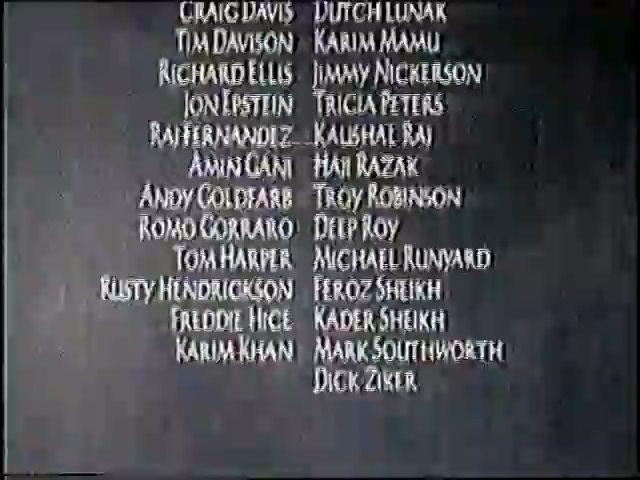 CRAIG DAVIS DUTCH LUNAK
TIM DAVISON KARIM MAMU
RICHARD ELLIS JIMMY NICKERSON
JON EPSTEIN TRICIA PETERS
RAJ FERNANDEZ KAUSHAL RAJ
AMIN GANI HAJI RAZAK
ANDY GOLDFARB TROY ROBINSON
ROMO GORRARO DEEP ROY
TOM HARPER MICHAEL RUNYARD
RUSTY HENDRICKSON FEROZ SHEIKH
FREDDIE HICE KADER SHEIKH
KARIM KHAN MARK SOUTHWORTH
DICK ZIKER